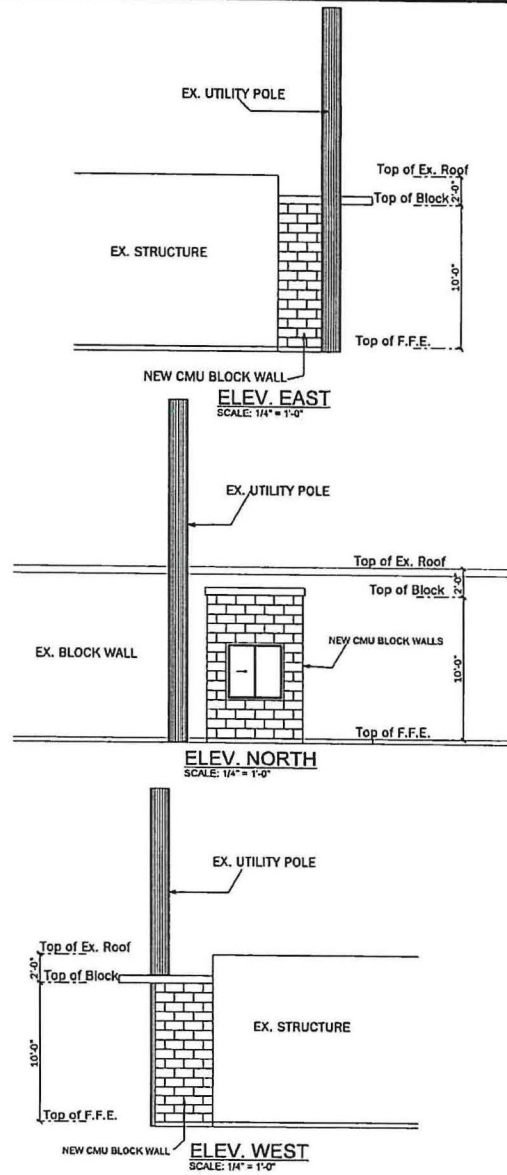 EX. UTILITY POLE
Top of Ex. Roof
2'-0"
Top of Block
EX. STRUCTURE
10'-0"
Top of F.F.E.
NEW CMU BLOCK WALL
ELEV. EAST
SCALE: 1/4" = 1'-0"
EX. UTILITY POLE
Top of Ex. Roof
2'-0"
Top of Block
EX. BLOCK WALL
NEW CMU BLOCK WALLS
10'-0"
Top of F.F.E.
ELEV. NORTH
SCALE: 1/4" = 1'-0"
EX. UTILITY POLE
Top of Ex. Roof
2'-0"
Top of Block
EX. STRUCTURE
10'-0"
Top of F.F.E.
NEW CMU BLOCK WALL
ELEV. WEST
SCALE: 1/4" = 1'-0"